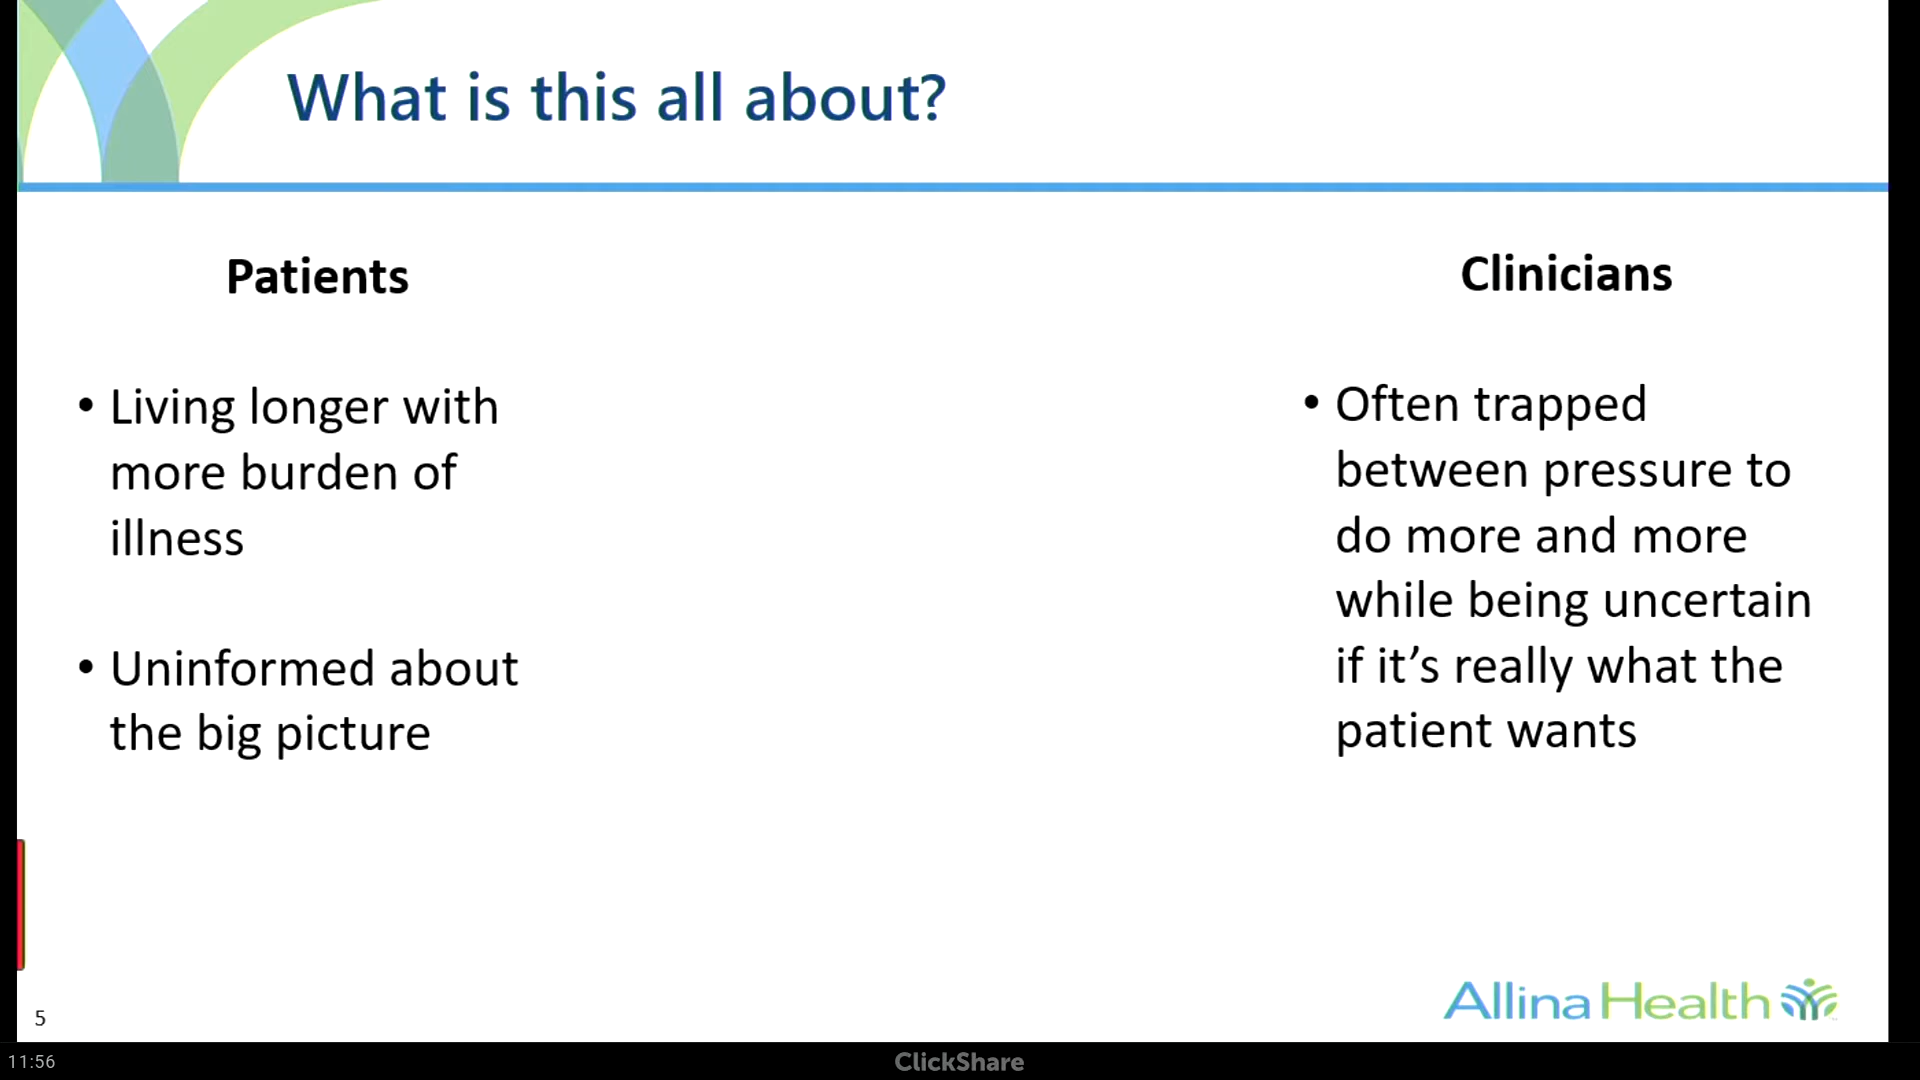 What is this all about?
Patients
• Living longer with
more burden of
illness
• Uninformed about
the big picture
Clinicians
• Often trapped
between pressure to
do more and more
while being uncertain
if it’s really what the
patient wants
5
Allina Health
11:56
ClickShare